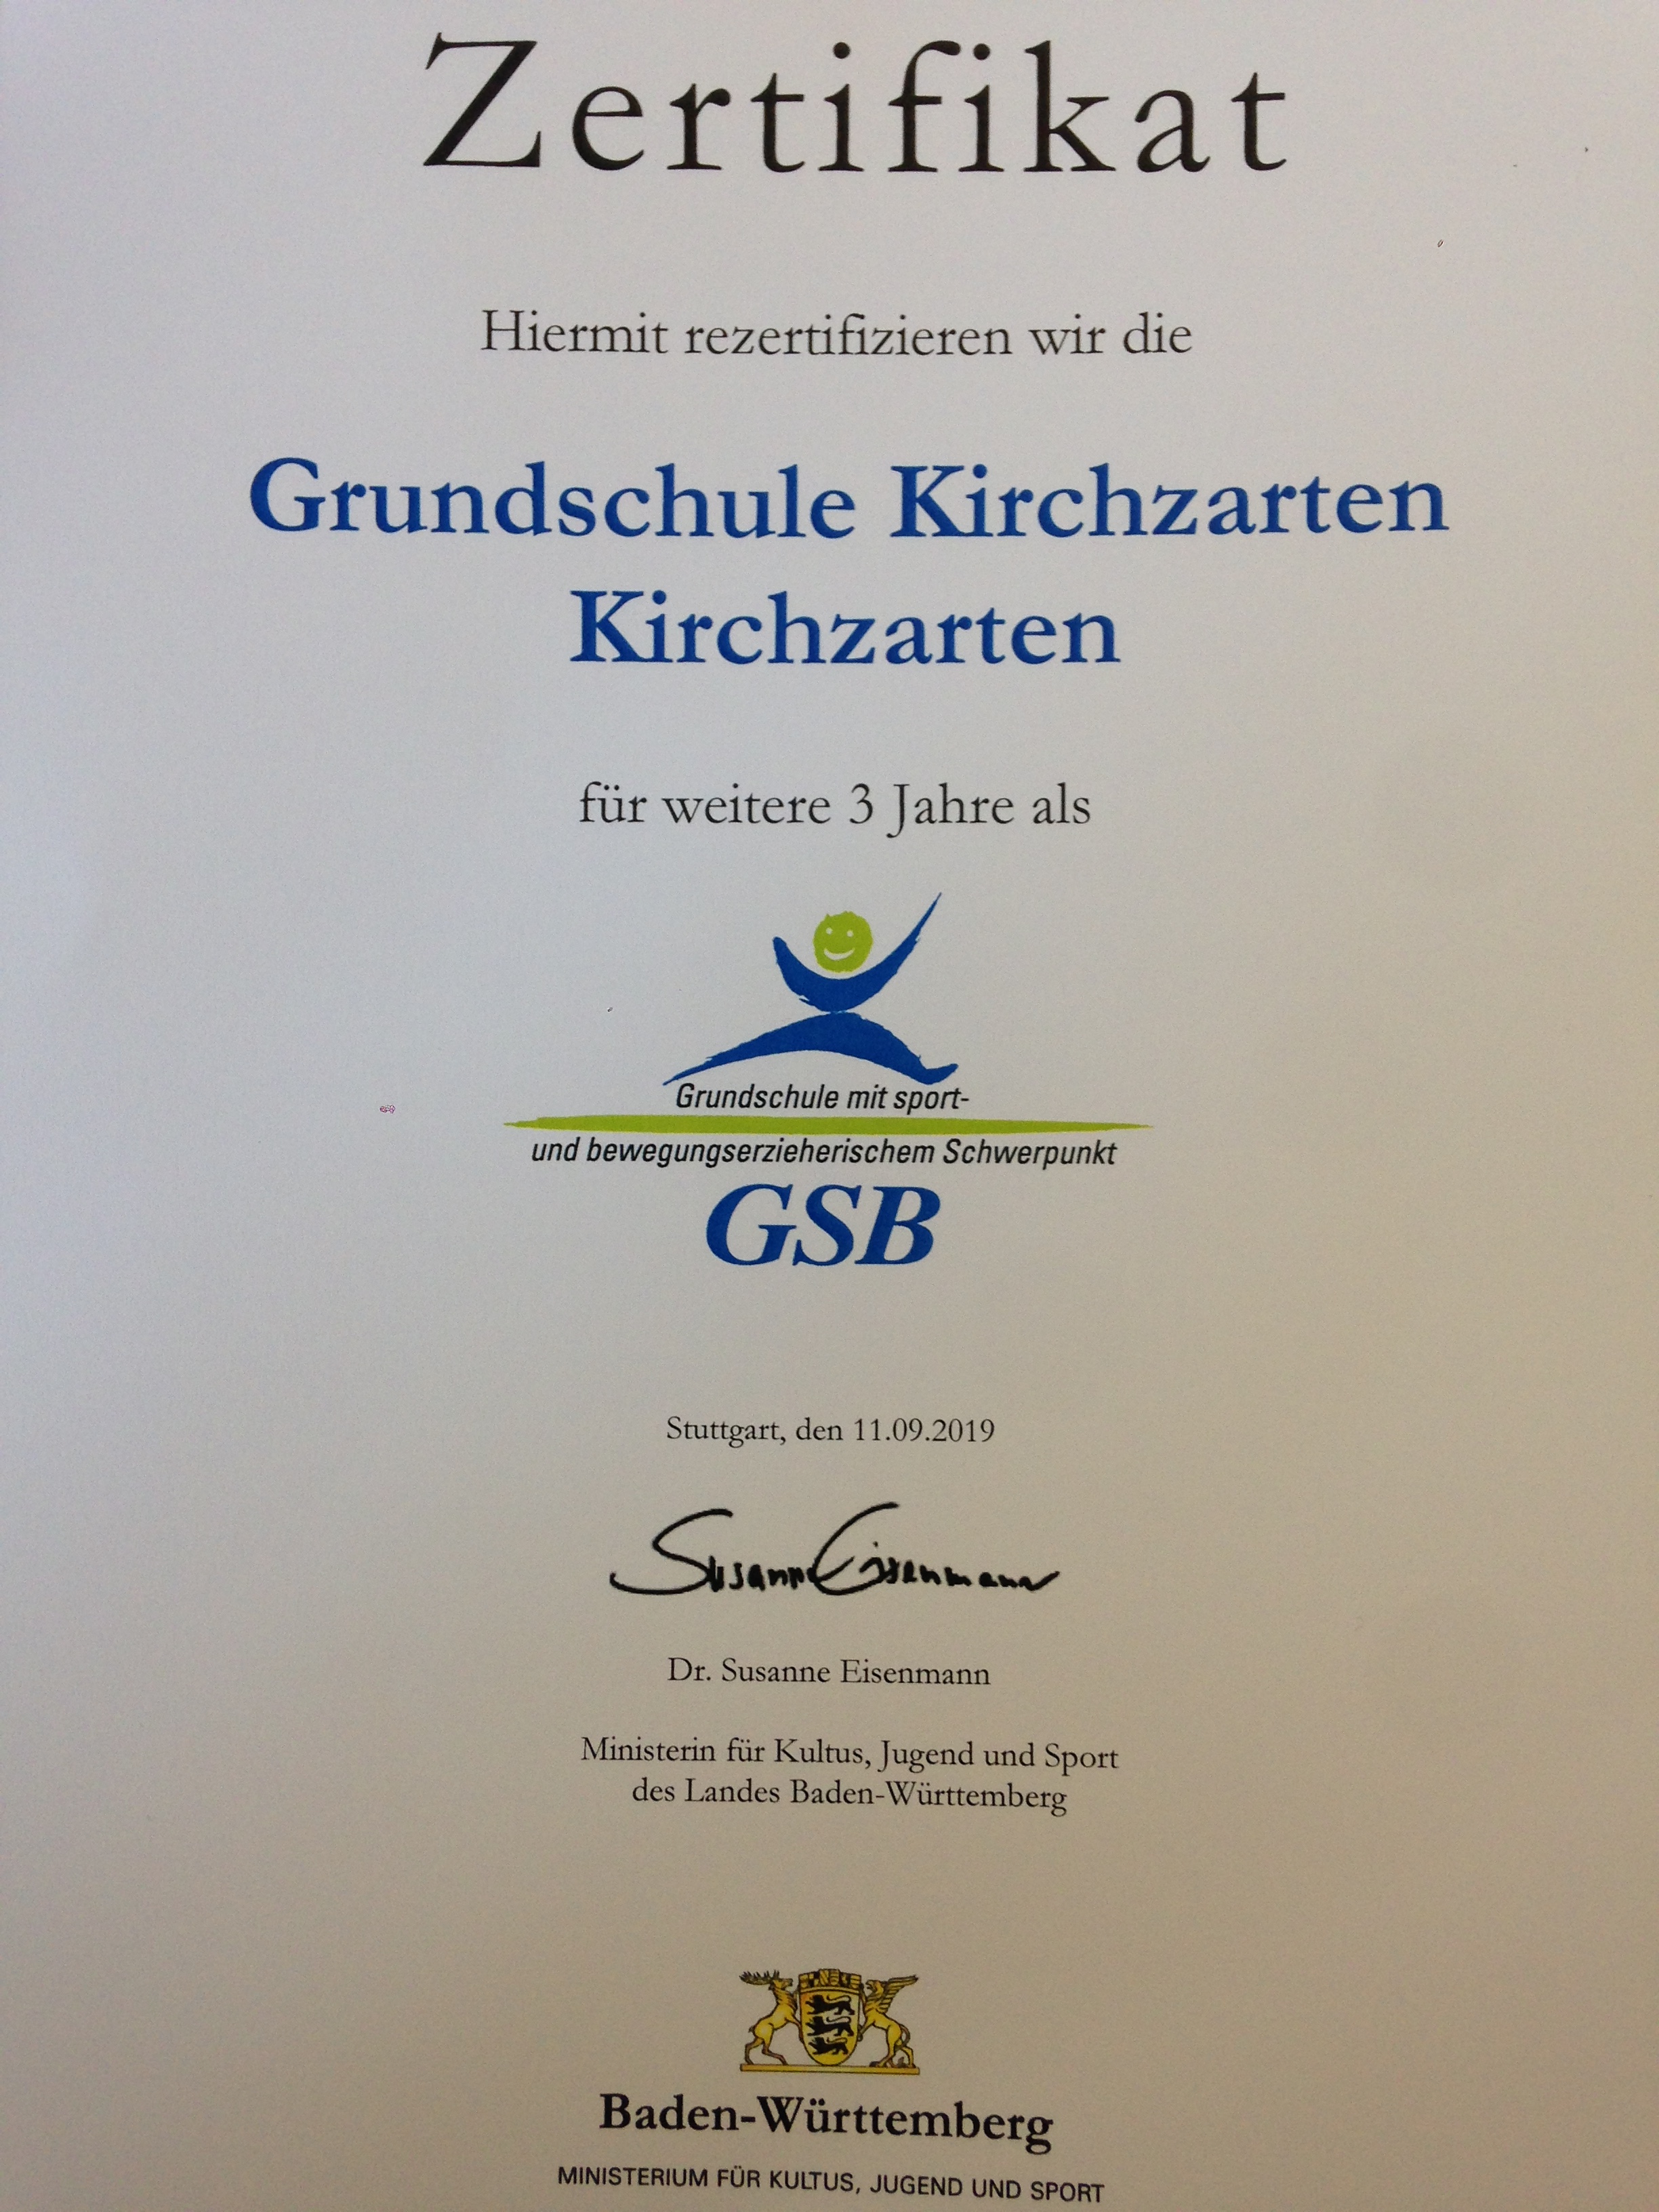 Zertifikat
Hiermit rezertifizieren wir die
Grundschule Kirchzarten
Kirchzarten
für weitere 3 Jahre als
Grundschule mit sport-
und bewegungserzieherischem Schwerpunkt
GSB
Stuttgart, den 11.09.2019
Susanne Eisenmann
Dr. Susanne Eisenmann
Ministerin für Kultus, Jugend und Sport
des Landes Baden-Württemberg
Baden-Württemberg
MINISTERIUM FÜR KULTUS, JUGEND UND SPORT